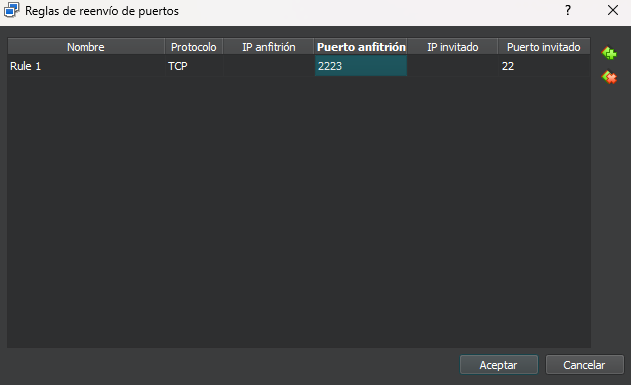 Reglas de reenvío de puertos ?
Nombre Protocolo IP anfitrión Puerto anfitrión IP invitado Puerto invitado
Rule 1 TCP 2223 22
Aceptar Cancelar